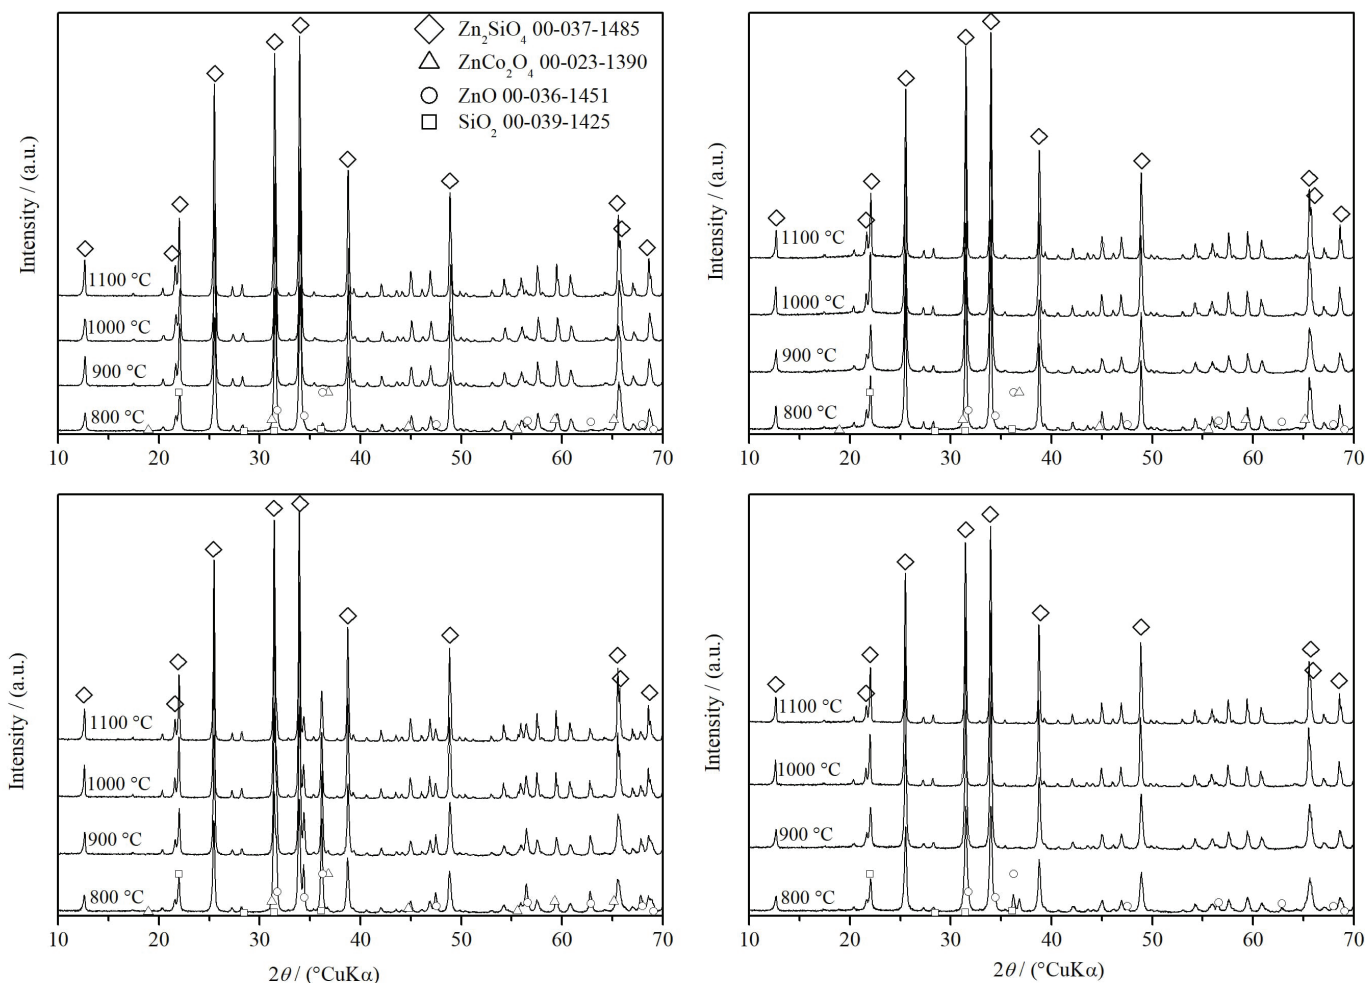 Zn2SiO4 00-037-1485
ZnCo2O4 00-023-1390
ZnO 00-036-1451
SiO2 00-039-1425
Intensity / (a.u.)
1100 °C
1000 °C
900 °C
800 °C
10 20 30 40 50 60 70
Intensity / (a.u.)
1100 °C
1000 °C
900 °C
800 °C
10 20 30 40 50 60 70
Intensity / (a.u.)
1100 °C
1000 °C
900 °C
800 °C
10 20 30 40 50 60 70
2θ / (°CuKα)
Intensity / (a.u.)
1100 °C
1000 °C
900 °C
800 °C
10 20 30 40 50 60 70
2θ / (°CuKα)